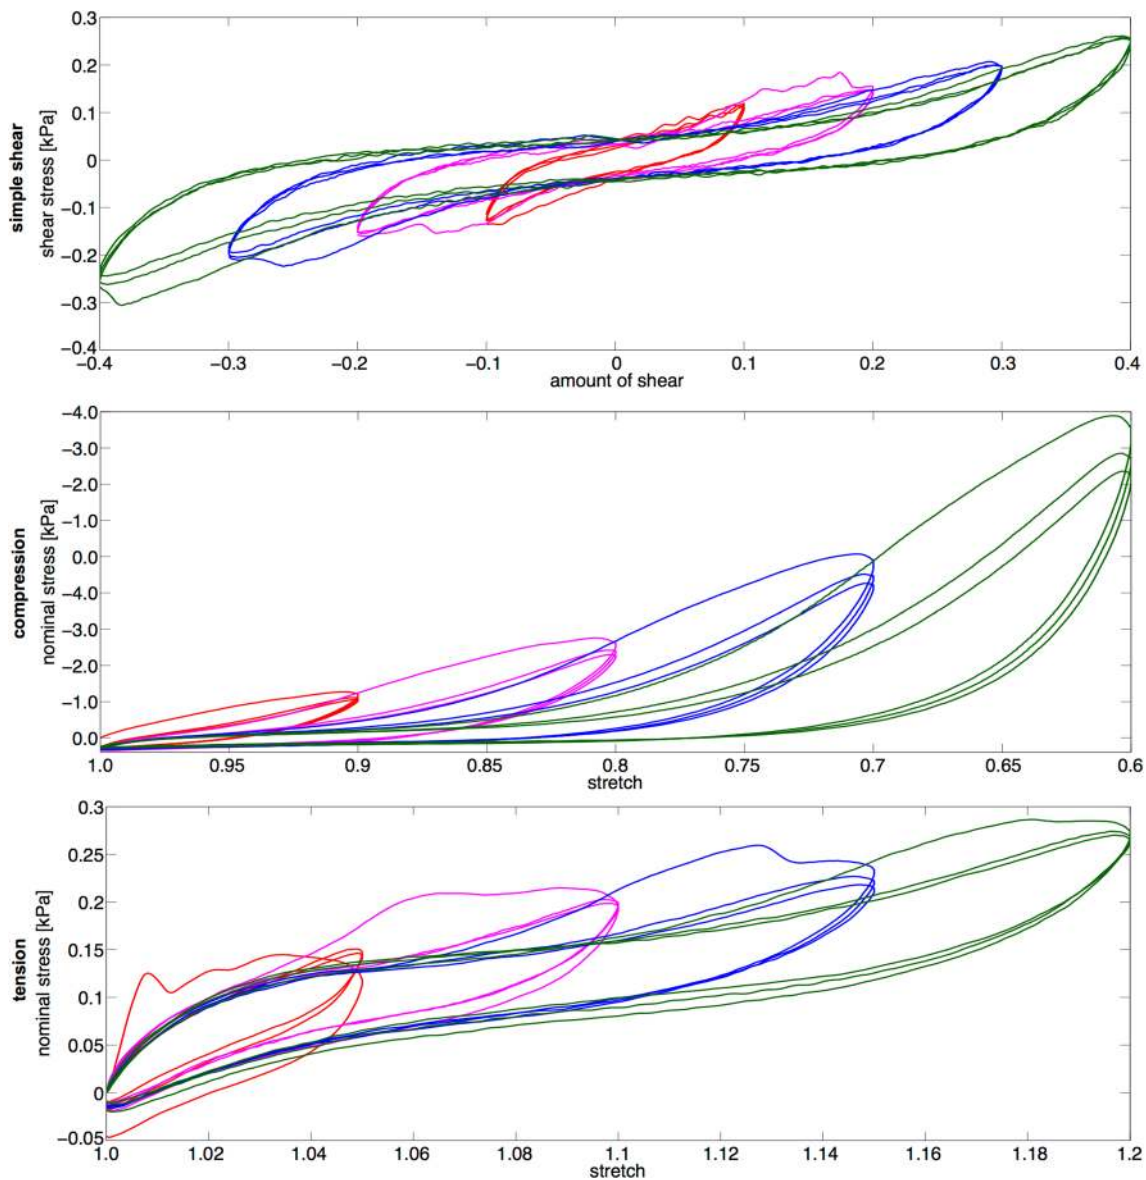 simple shear
shear stress [kPa]
0.3
0.2
0.1
0
−0.1
−0.2
−0.3
−0.4
−0.4 −0.3 −0.2 −0.1 0 0.1 0.2 0.3 0.4
amount of shear
compression
nominal stress [kPa]
−4.0
−3.0
−2.0
−1.0
0.0
−4.0
−3.0
−2.0
−1.0
0.0
1.0 0.95 0.9 0.85 0.8 0.75 0.7 0.65 0.6
stretch
tension
nominal stress [kPa]
0.3
0.25
0.2
0.15
0.1
0.05
0
−0.05
1.0 1.02 1.04 1.06 1.08 1.1 1.12 1.14 1.16 1.18 1.2
stretch